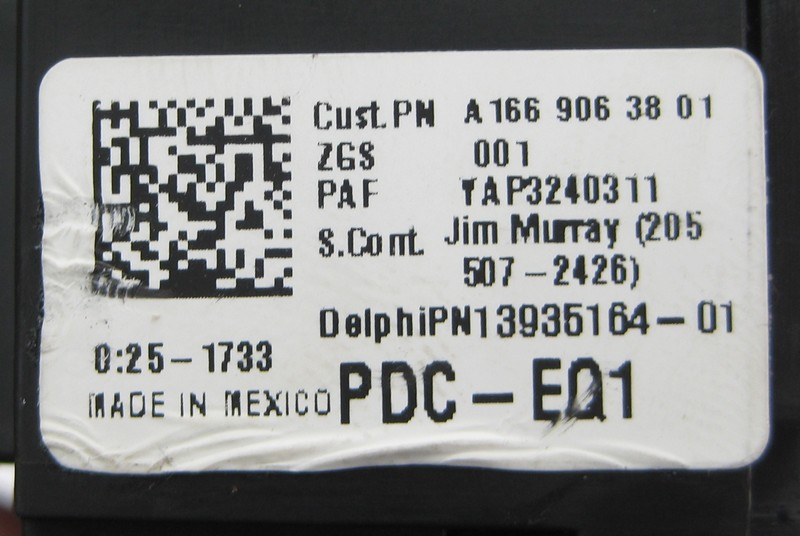 Cust.PN A 166 906 38 01
ZGS 001
PAF YAP3240311
S.Cont. Jim Murray (205
507-2426)
DelphiPN13935164-01
0:25-1733
MADE IN MEXICO PDC-EQ1